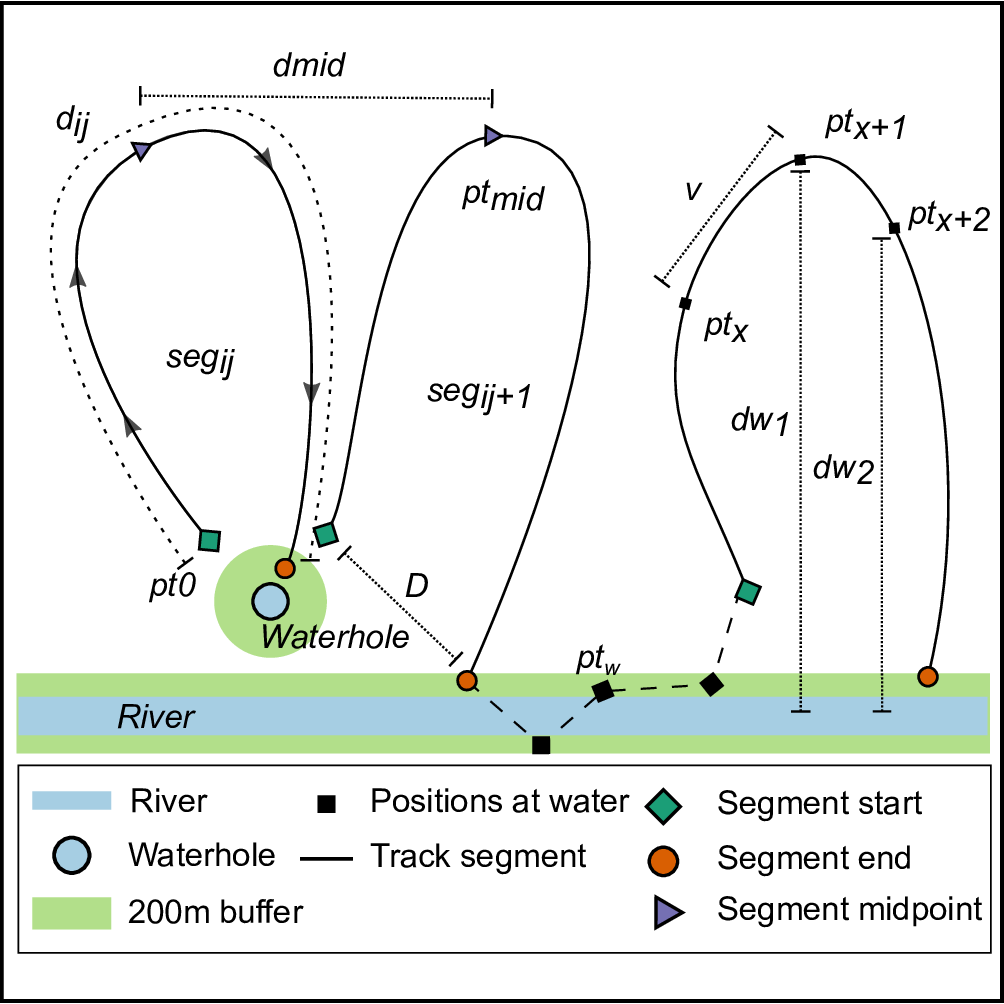 dmid
dij
ptx+1
v
ptmid
ptx+2
ptx
segij
segij+1
dw1
dw2
pt0
D
Waterhole
ptw
River
River
Positions at water
Segment start
Waterhole
Track segment
Segment end
200m buffer
Segment midpoint